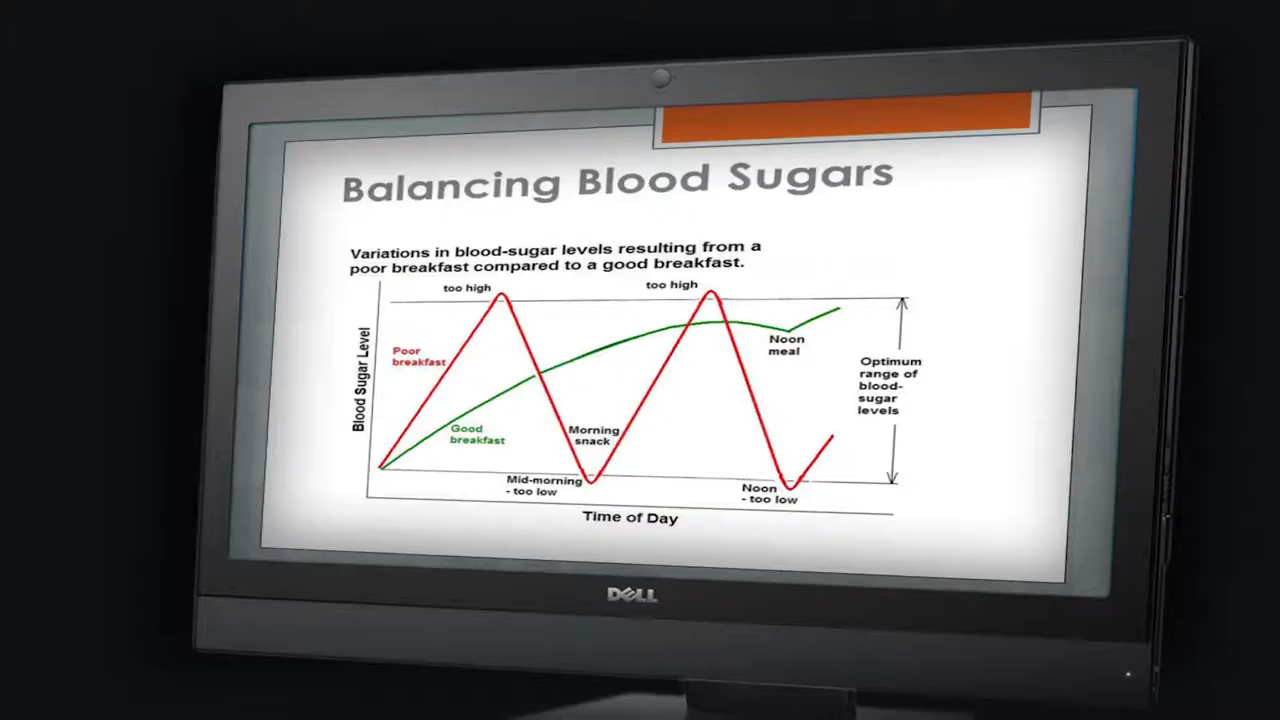 Balancing Blood Sugars
Variations in blood-sugar levels resulting from a
poor breakfast compared to a good breakfast.
too high
too high
Poor
breakfast
Noon
meal
Optimum
range of
blood-
sugar
levels
Blood Sugar Level
Good
breakfast
Morning
snack
Mid-morning
- too low
Noon
- too low
Time of Day
DELL